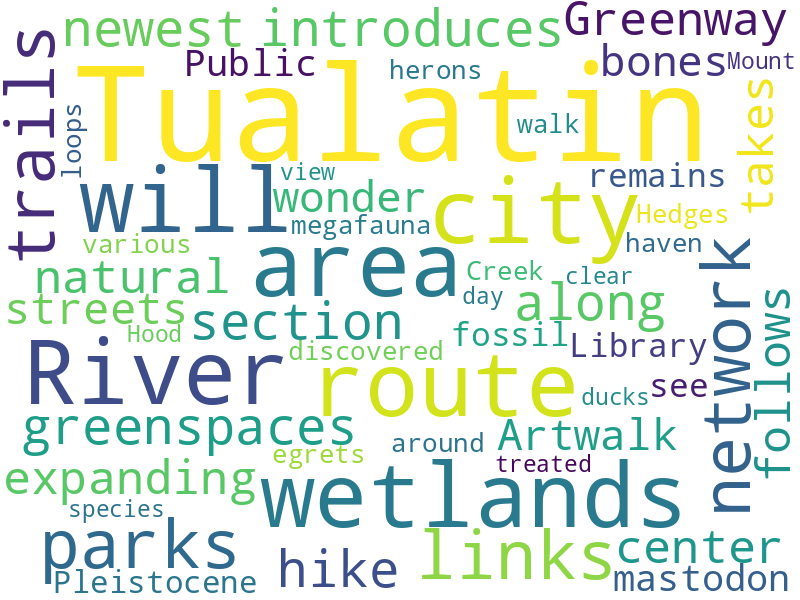 newest introduces Greenway
trails
Public herons bones Mount
Tualatin
loops
walk
takes
will view wonder city remains
megafauna Hedges
various area haven
natural Creek clear
network
streets section day along
follows
Hood River discovered route fossil Library
ducks see
greenspaces around Artwalk
egrets treated
expanding wetlands
species
parks hike links center
Pleistocene mastodon